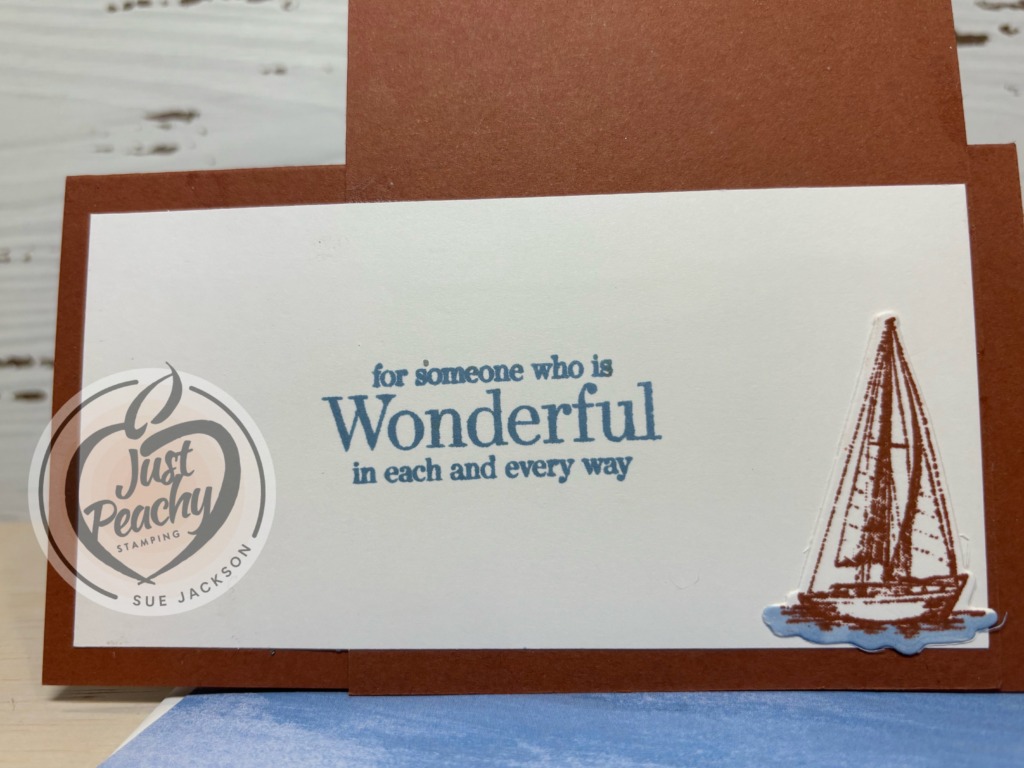 for someone who is
Wonderful
in each and every way
Just
Peachy
STAMPING
SUE JACKSON